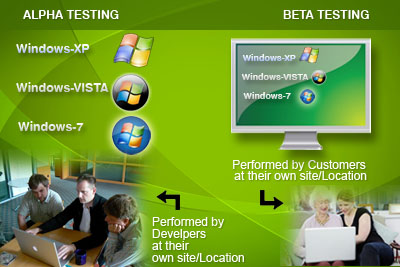 ALPHA TESTING
Windows-XP
Windows-VISTA
Windows-7
Performed by
Develpers
at their
own site/Location
BETA TESTING
Windows-XP
Windows-VISTA
Windows-7
Performed by Customers
at their own site/Location